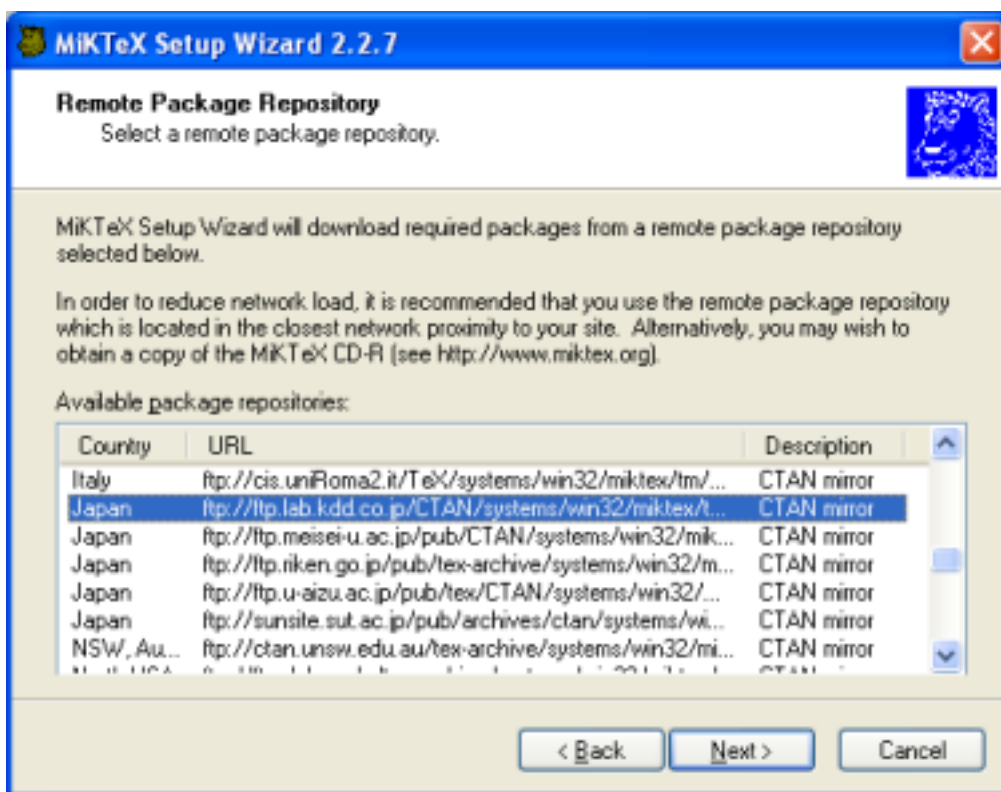 MiKTeX Setup Wizard 2.2.7
Remote Package Repository
Select a remote package repository.
MiKTeX Setup Wizard will download required packages from a remote package repository
selected below.
In order to reduce network load, it is recommended that you use the remote package repository
which is located in the closest network proximity to your site. Alternatively, you may wish to
obtain a copy of the MiKTeX CD-R (see http://www.miktex.org).
Available package repositories:
Country URL Description
Italy ftp://cis.uniRoma2.it/TeX/systems/win32/miktex/tm/... CTAN mirror
Japan ftp://ftp.lab.kdd.co.jp/CTAN/systems/win32/miktex/t... CTAN mirror
Japan ftp://ftp.meisei-u.ac.jp/pub/CTAN/systems/win32/mik... CTAN mirror
Japan ftp://ftp.riken.go.jp/pub/tex-archive/systems/win32/m... CTAN mirror
Japan ftp://ftp.u-aizu.ac.jp/pub/tex/CTAN/systems/win32/... CTAN mirror
Japan ftp://sunsite.sut.ac.jp/pub/archives/ctan/systems/wi... CTAN mirror
NSW, Au... ftp://ctan.unsw.edu.au/tex-archive/systems/win32/mi... CTAN mirror
< Back Next > Cancel